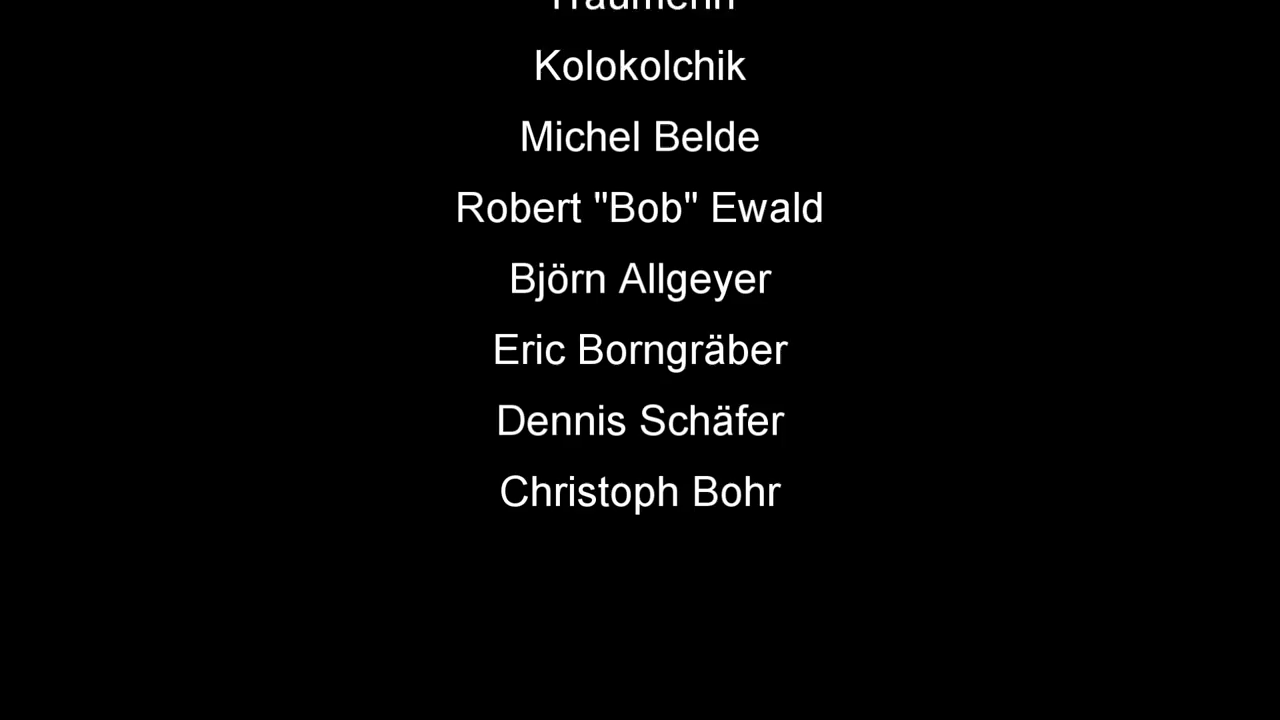 Kolokolchik
Michel Belde
Robert "Bob" Ewald
Björn Allgeyer
Eric Borngräber
Dennis Schäfer
Christoph Bohr